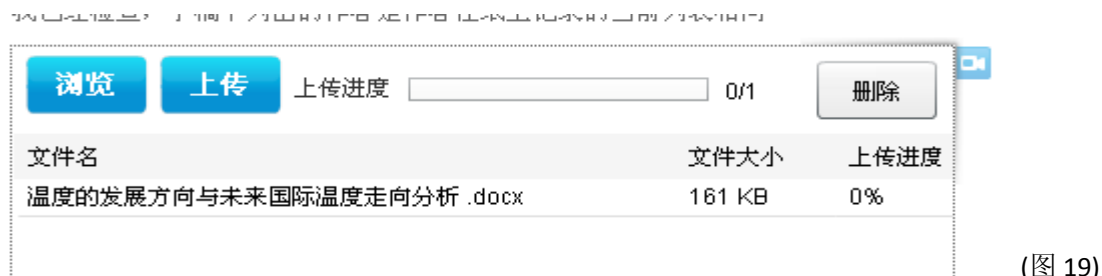 浏览 上传 上传进度 0/1 删除
文件名 文件大小 上传进度
温度的发展方向与未来国际温度走向分析 .docx 161 KB 0%
(图 19)